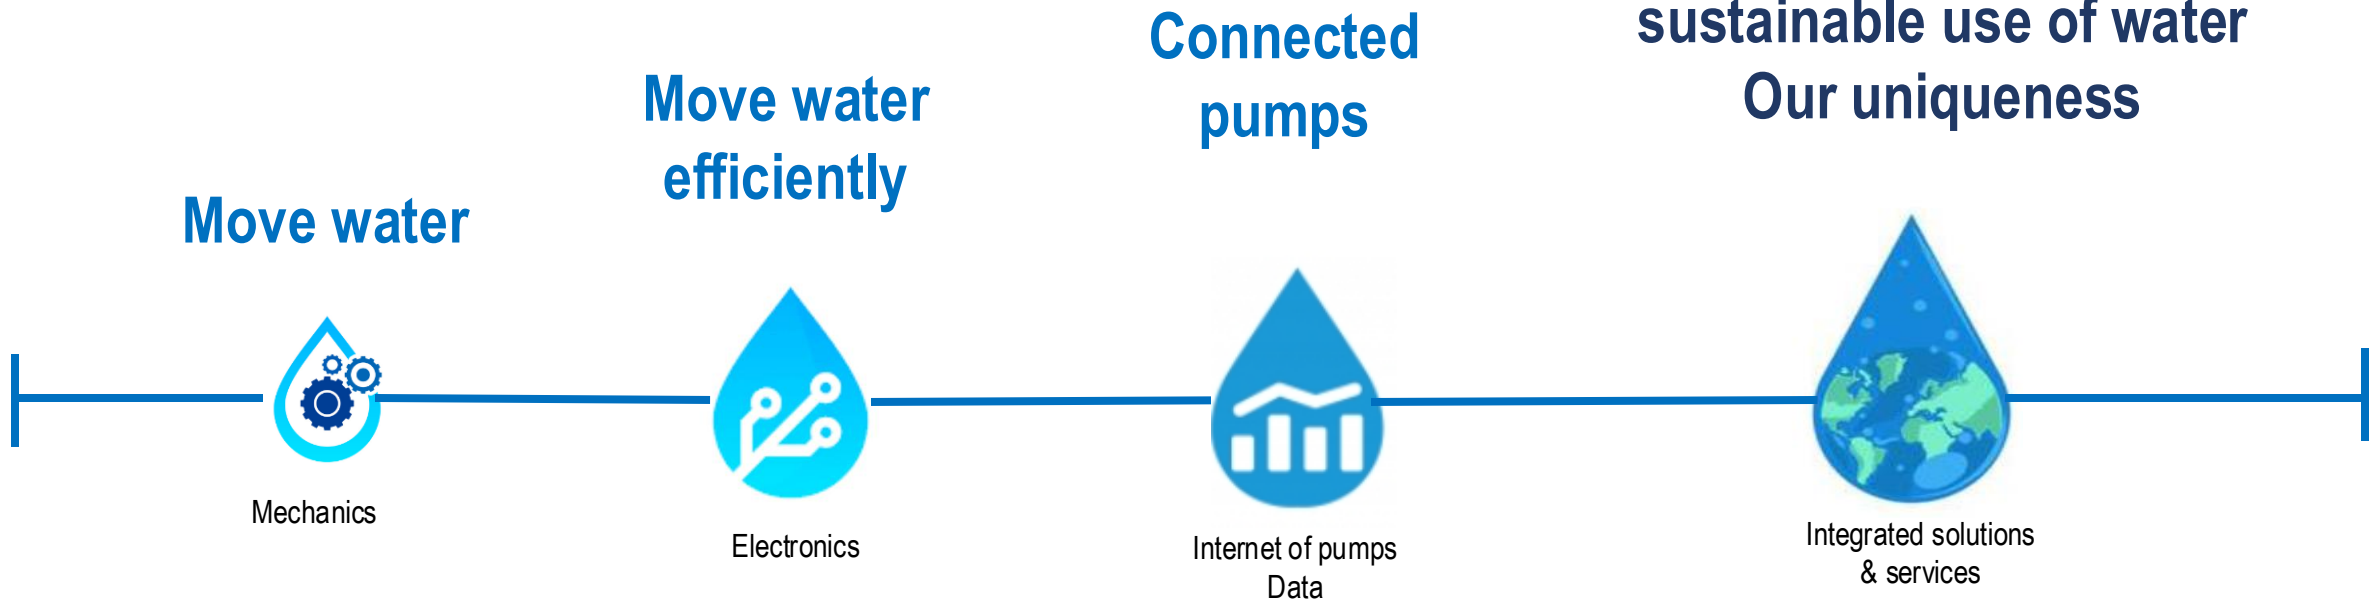 Move water
Mechanics
Move water
efficiently
Electronics
Connected
pumps
Internet of pumps
Data
sustainable use of water
Our uniqueness
Integrated solutions
& services